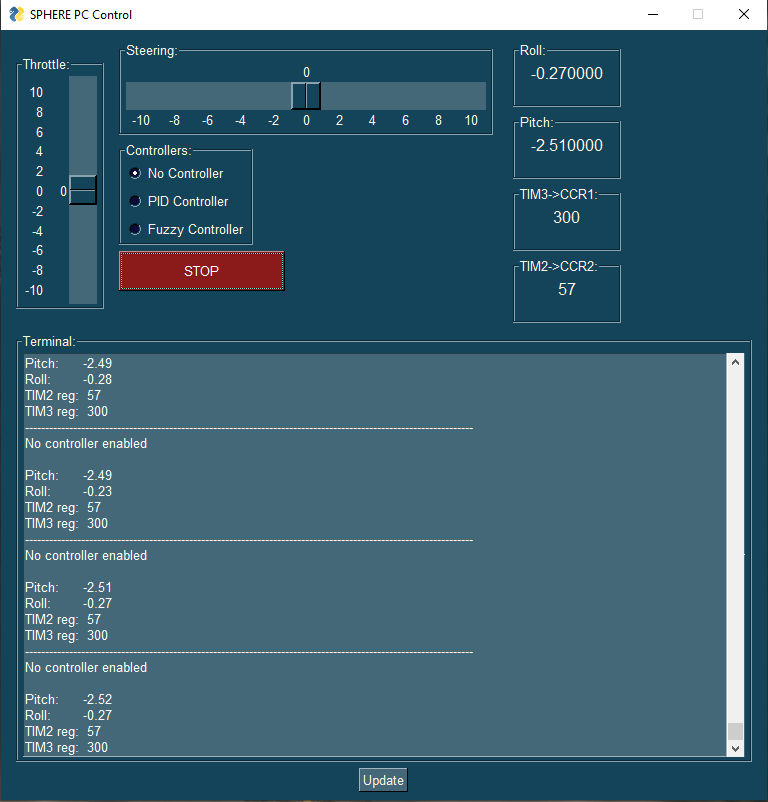 SPHERE PC Control
Throttle:
10
8
6
4
2
0 0
-2
-4
-6
-8
-10
Steering:
0
-10 -8 -6 -4 -2 0 2 4 6 8 10
Controllers:
No Controller
PID Controller
Fuzzy Controller
STOP
Roll:
-0.270000
Pitch:
-2.510000
TIM3->CCR1:
300
TIM2->CCR2:
57
Terminal:
Pitch: -2.49
Roll: -0.28
TIM2 reg: 57
TIM3 reg: 300
No controller enabled
Pitch: -2.49
Roll: -0.23
TIM2 reg: 57
TIM3 reg: 300
No controller enabled
Pitch: -2.51
Roll: -0.27
TIM2 reg: 57
TIM3 reg: 300
No controller enabled
Pitch: -2.52
Roll: -0.27
TIM2 reg: 57
TIM3 reg: 300
Update